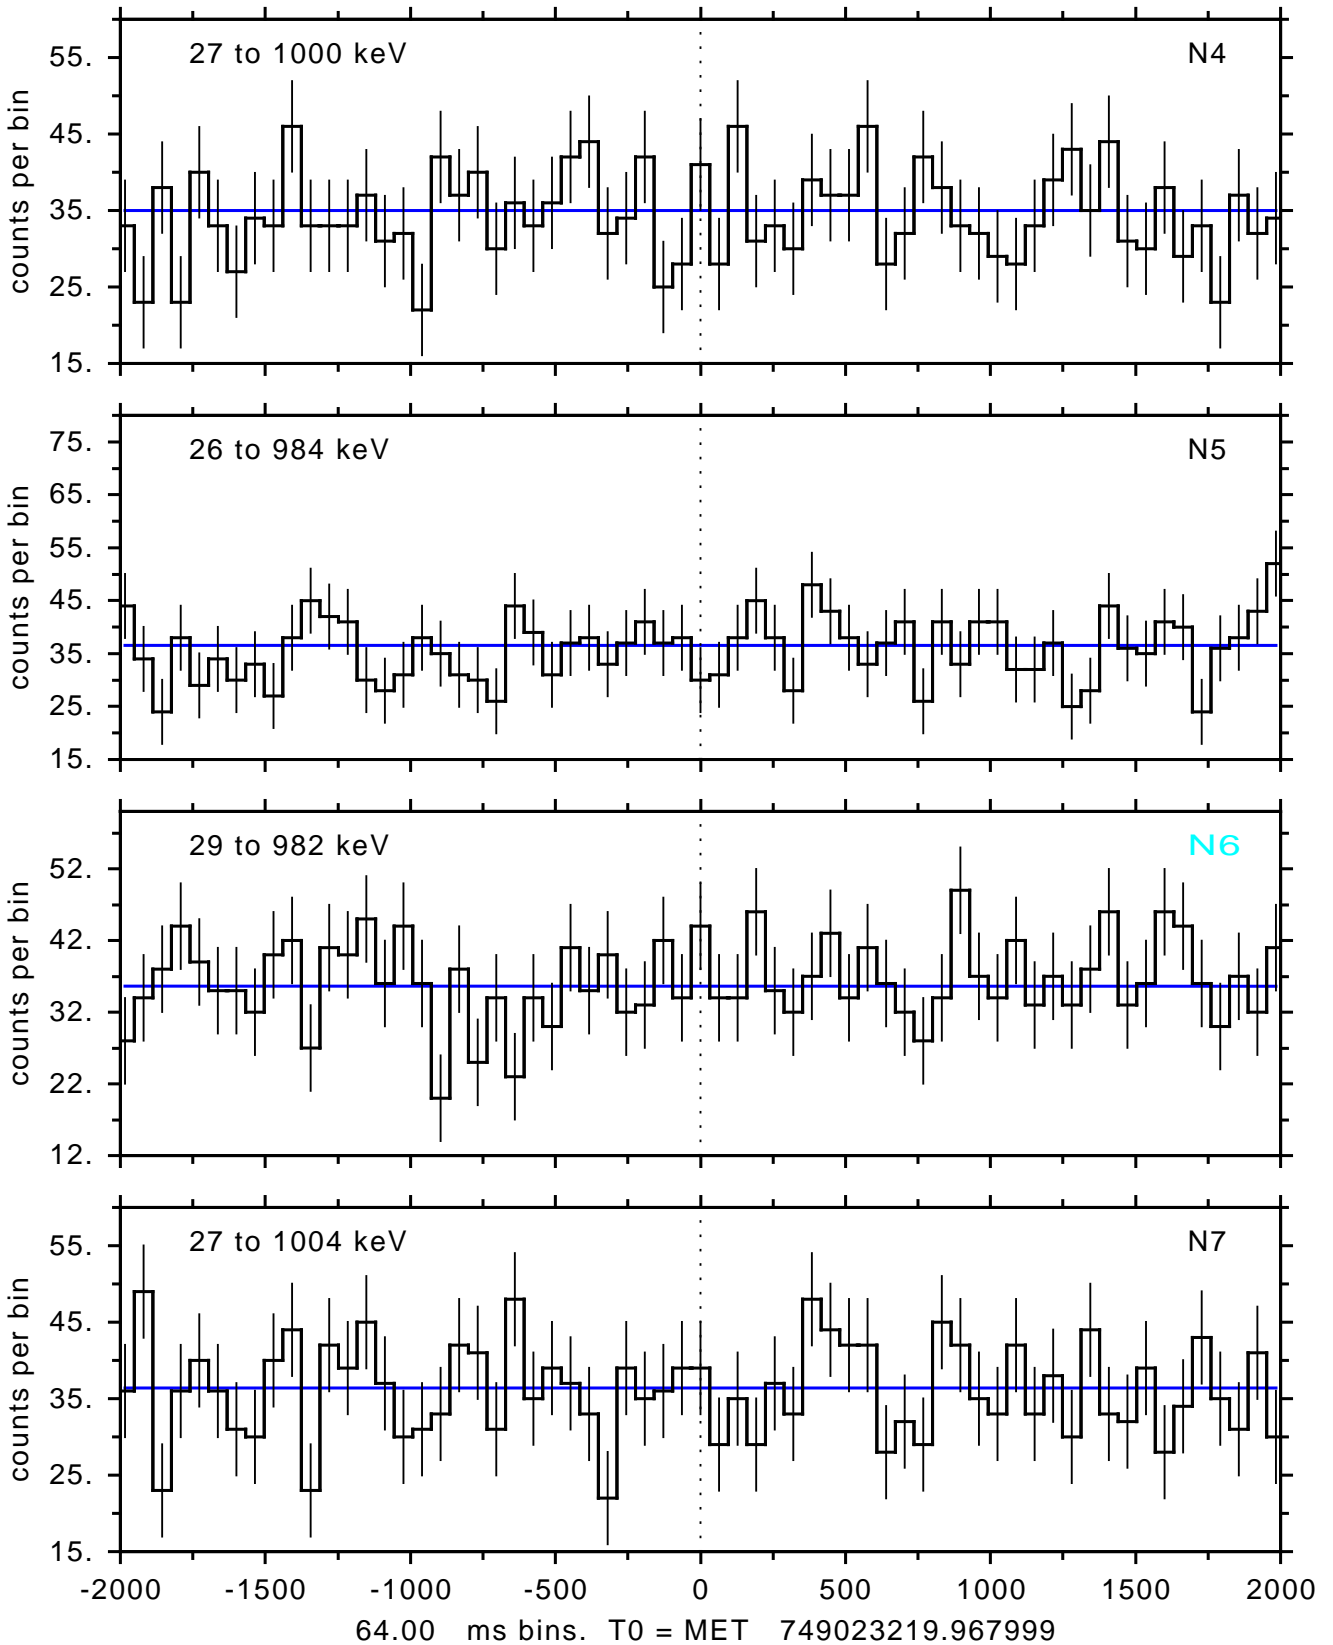 27 to 1000 keV N4
55.
45.
35.
25.
15.
counts per bin
26 to 984 keV N5
75.
65.
55.
45.
35.
25.
15.
counts per bin
29 to 982 keV N6
52.
42.
32.
22.
12.
counts per bin
27 to 1004 keV N7
55.
45.
35.
25.
15.
counts per bin
-2000 -1500 -1000 -500 0 500 1000 1500 2000
64.00 ms bins. T0 = MET 749023219.967999